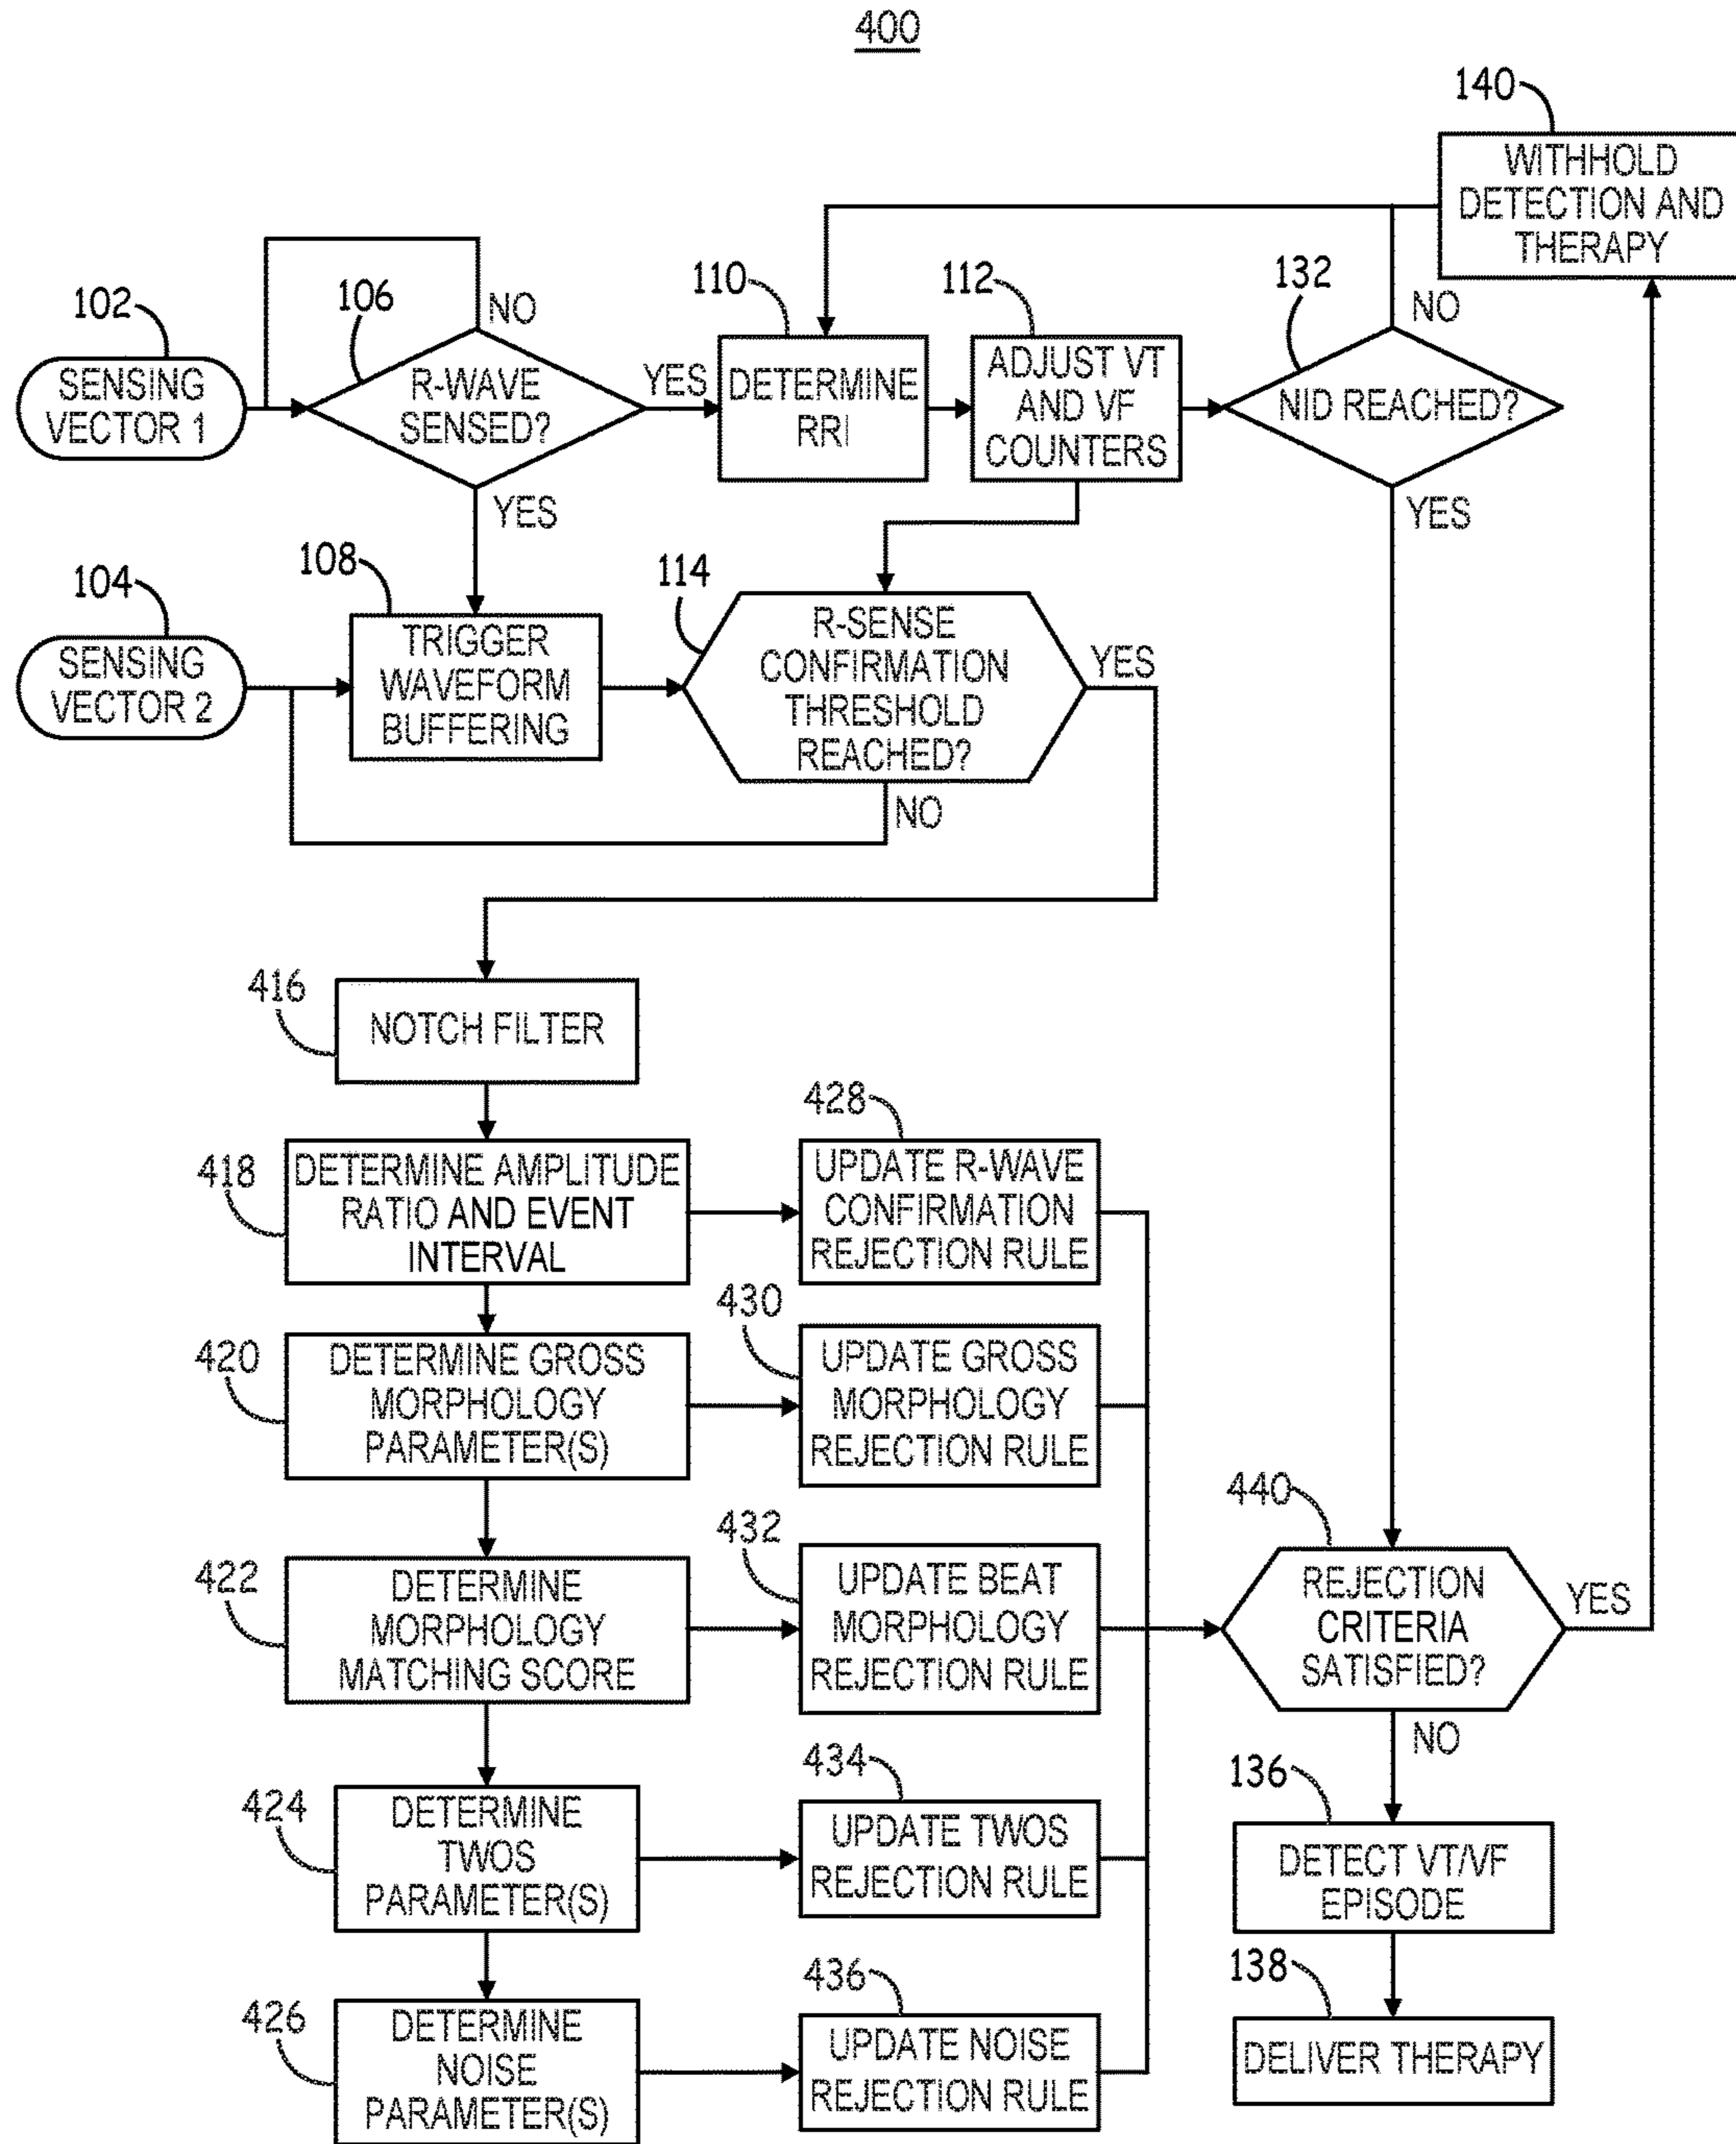 400
140
WITHHOLD
DETECTION AND
THERAPY
102
106
NO
110
112
132
NO
SENSING
VECTOR 1
R-WAVE
SENSED?
YES
DETERMINE
RRI
ADJUST VT
AND VF
COUNTERS
NID REACHED?
YES
YES
104
108
114
SENSING
VECTOR 2
TRIGGER
WAVEFORM
BUFFERING
R-SENSE
CONFIRMATION
THRESHOLD
REACHED?
YES
NO
416
NOTCH FILTER
418
DETERMINE AMPLITUDE
RATIO AND EVENT
INTERVAL
428
UPDATE R-WAVE
CONFIRMATION
REJECTION RULE
420
DETERMINE GROSS
MORPHOLOGY
PARAMETER(S)
430
UPDATE GROSS
MORPHOLOGY
REJECTION RULE
422
DETERMINE
MORPHOLOGY
MATCHING SCORE
432
UPDATE BEAT
MORPHOLOGY
REJECTION RULE
440
REJECTION
CRITERIA
SATISFIED?
YES
NO
424
DETERMINE
TWOS
PARAMETER(S)
434
UPDATE TWOS
REJECTION RULE
136
DETECT VT/VF
EPISODE
426
DETERMINE
NOISE
PARAMETER(S)
436
UPDATE NOISE
REJECTION RULE
138
DELIVER THERAPY